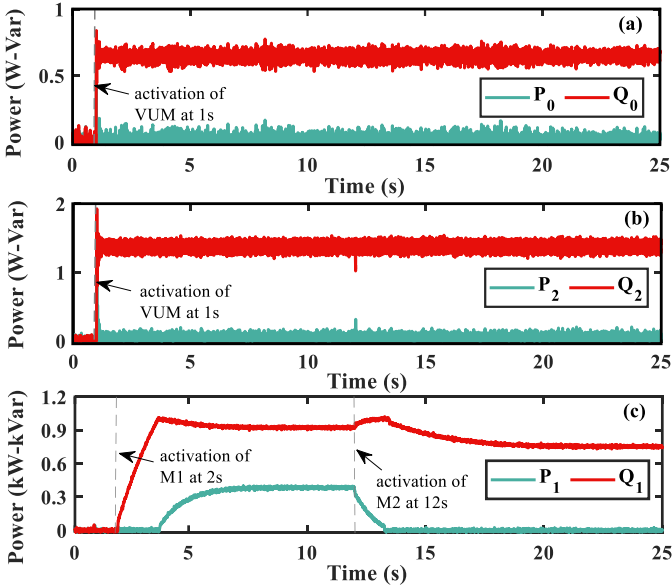 1
(a)
Power (W-Var)
0.5
activation of
VUM at 1s
P0 Q0
0
0 5 10 15 20 25
Time (s)
2
(b)
Power (W-Var)
1
activation of
VUM at 1s
P2 Q2
0
0 5 10 15 20 25
Time (s)
1.2
(c)
Power (kW-kVar)
0.9
0.6
activation of
M1 at 2s
activation of
M2 at 12s
P1 Q1
0.3
0
0 5 10 15 20 25
Time (s)